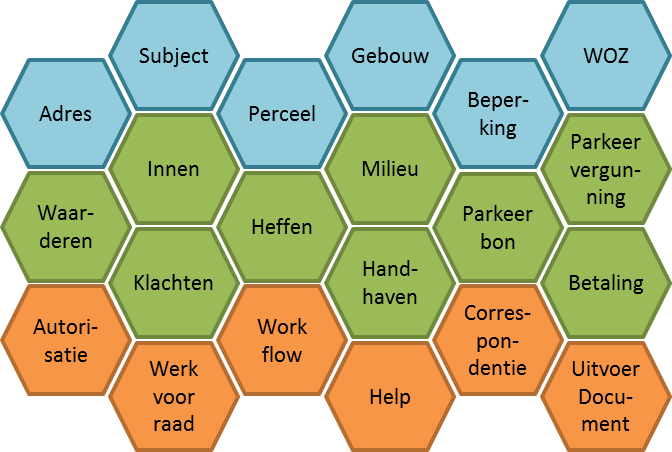 Subject
Gebouw
WOZ
Adres
Perceel
Beper-
king
Innen
Milieu
Parkeer
vergun-
ning
Waar-
deren
Heffen
Parkeer
bon
Klachten
Hand-
haven
Betaling
Autori-
satie
Work
flow
Corres-
pon-
dentie
Werk
voor
raad
Help
Uitvoer
Docu-
ment